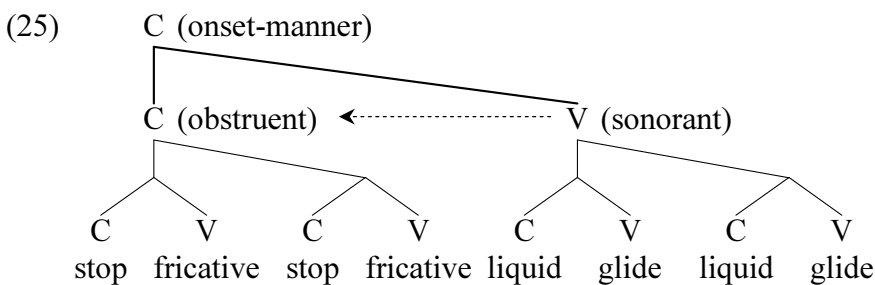 (25) C (onset-manner)
C (obstruent) V (sonorant)
C V C V C V C V
stop fricative stop fricative liquid glide liquid glide